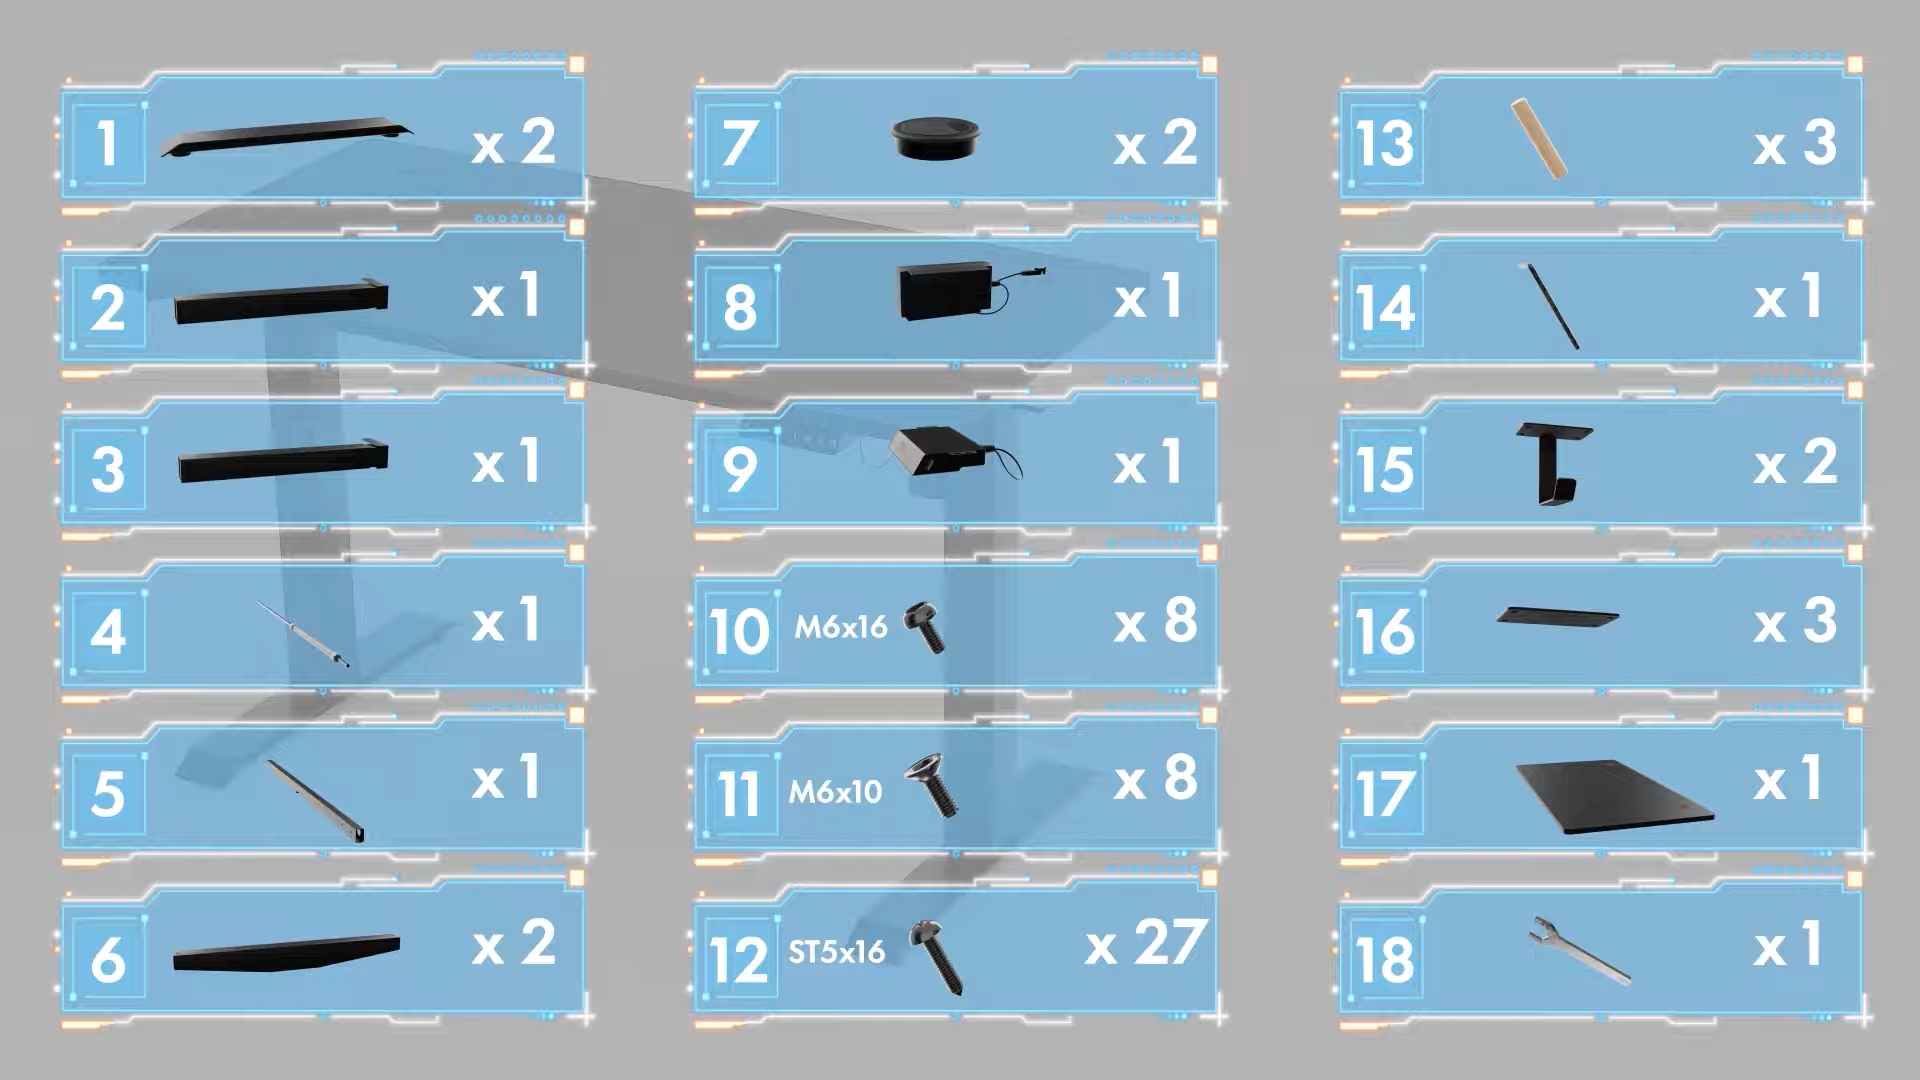 1 x 2
2 x 1
3 x 1
4 x 1
5 x 1
6 x 2
7 x 2
8 x 1
9 x 1
10 M6x16 x 8
11 M6x10 x 8
12 ST5x16 x 27
13 x 3
14 x 1
15 x 2
16 x 3
17 x 1
18 x 1